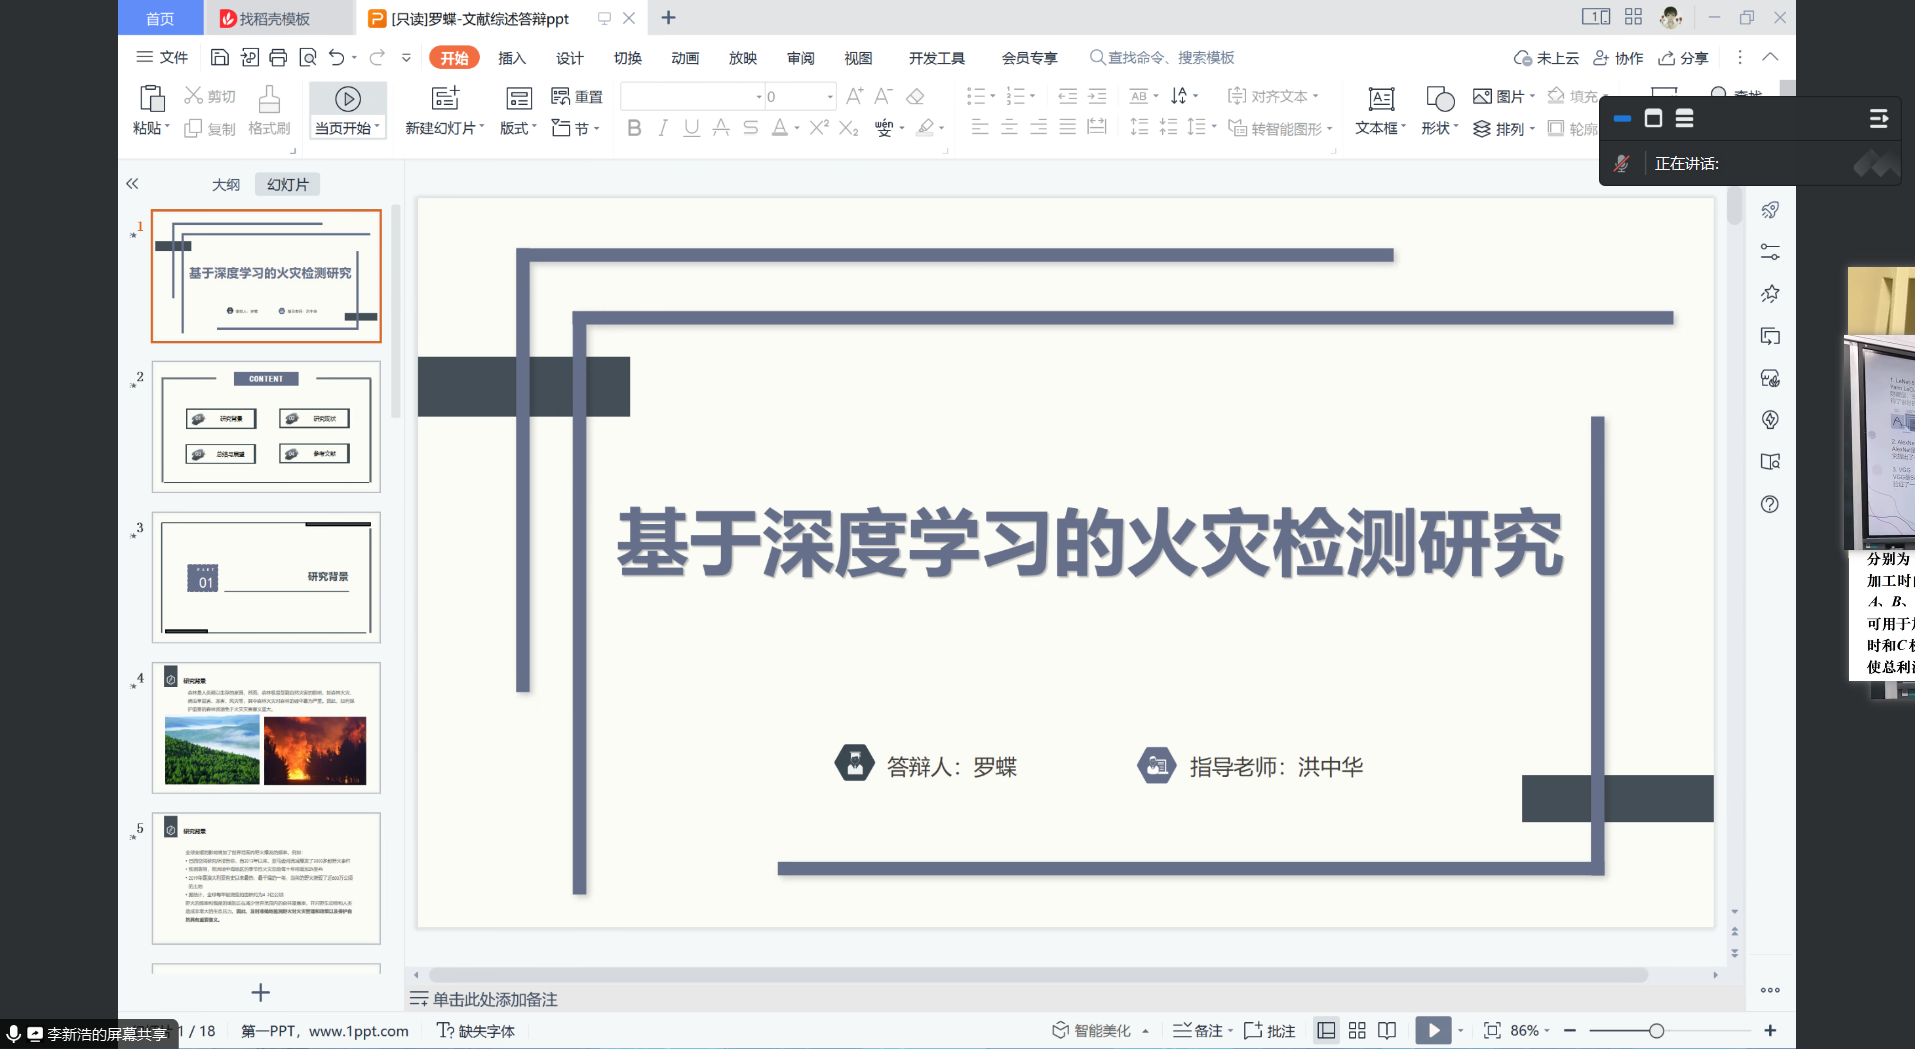 首页
找稻壳模板
[只读]罗蝶-文献综述答辩ppt
文件
开始
插入
设计
切换
动画
放映
审阅
视图
开发工具
会员专享
查找命令、搜索模板
未上云
协作
分享
粘贴
剪切
复制
格式刷
当页开始
新建幻灯片
版式
重置
节
0
对齐文本
转智能图形
文本框
形状
图片
排列
填充
轮廓
正在讲话:
大纲
幻灯片
1
基于深度学习的火灾检测研究
2
CONTENT
研究背景
研究现状
总结与展望
参考文献
3
PART
01
研究背景
4
研究背景
5
研究背景
基于深度学习的火灾检测研究
答辩人：罗蝶
指导老师：洪中华
分别为
A、B、
可用于
时和C
使总利
单击此处添加备注
李新浩的屏幕共享
1 / 18
第一PPT，www.1ppt.com
缺失字体
智能美化
备注
批注
86%